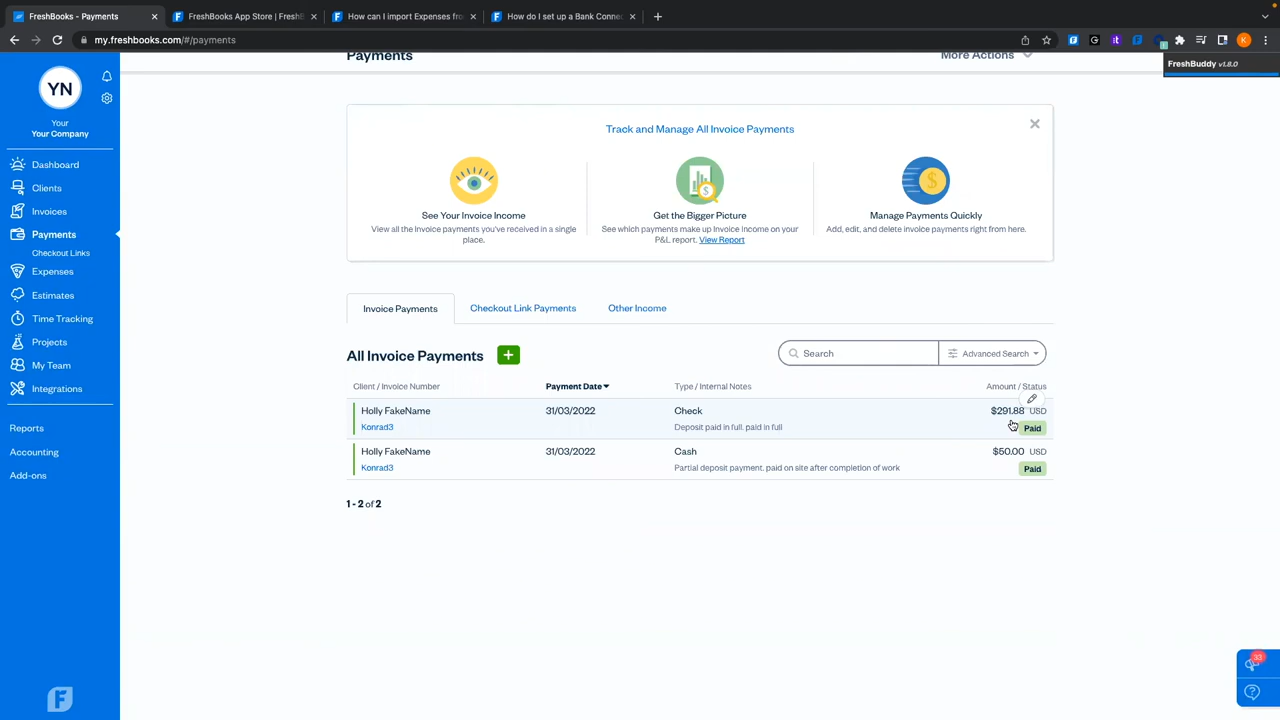 FreshBooks - Payments
FreshBooks App Store | FreshB
How can I import Expenses fro
How do I set up a Bank Connec
my.freshbooks.com/#/payments
K
FreshBuddy v1.8.0
YN
Your
Your Company
Dashboard
Clients
Invoices
Payments
Checkout Links
Expenses
Estimates
Time Tracking
Projects
My Team
Integrations
Reports
Accounting
Add-ons
Payments
More Actions
Track and Manage All Invoice Payments
See Your Invoice Income
View all the Invoice payments you've received in a single
place.
Get the Bigger Picture
See which payments make up Invoice Income on your
P&L report. View Report
Manage Payments Quickly
Add, edit, and delete invoice payments right from here.
Invoice Payments
Checkout Link Payments
Other Income
All Invoice Payments
Search
Advanced Search
Client / Invoice Number
Payment Date
Type / Internal Notes
Amount / Status
Holly FakeName
31/03/2022
Check
$291.88 USD
Konrad3
Deposit paid in full. paid in full
Paid
Holly FakeName
31/03/2022
Cash
$50.00 USD
Konrad3
Partial deposit payment. paid on site after completion of work
Paid
1 - 2 of 2
33